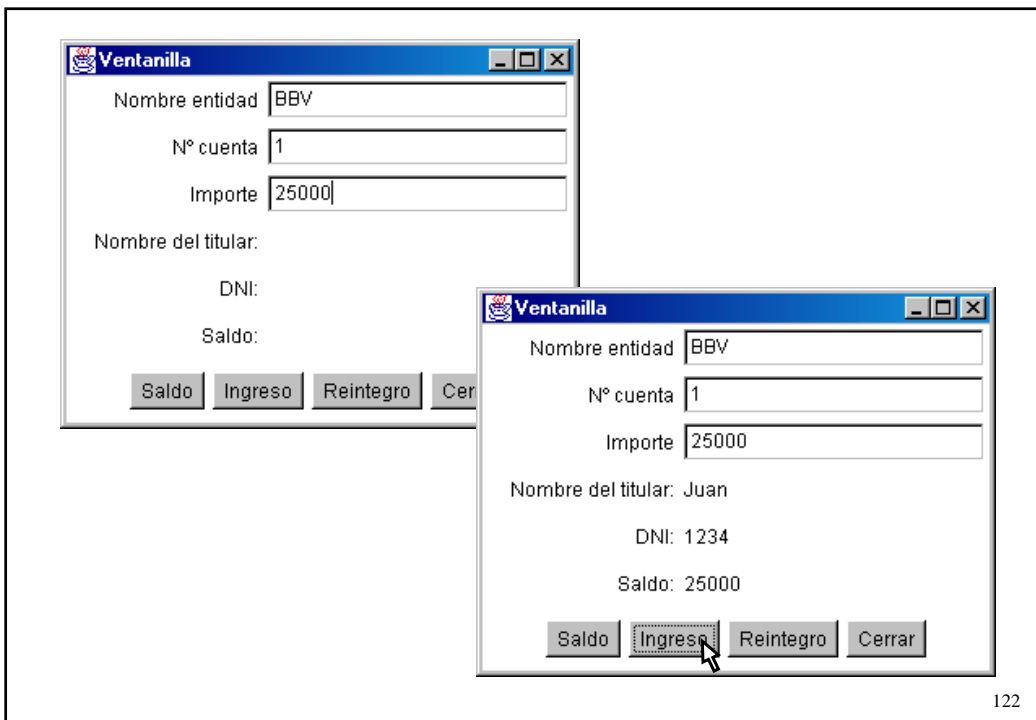 Ventanilla
Nombre entidad BBV
Nº cuenta 1
Importe 25000
Nombre del titular:
DNI:
Saldo:
Saldo Ingreso Reintegro
Ventanilla
Nombre entidad BBV
Nº cuenta 1
Importe 25000
Nombre del titular: Juan
DNI: 1234
Saldo: 25000
Saldo Ingreso Reintegro Cerrar
122